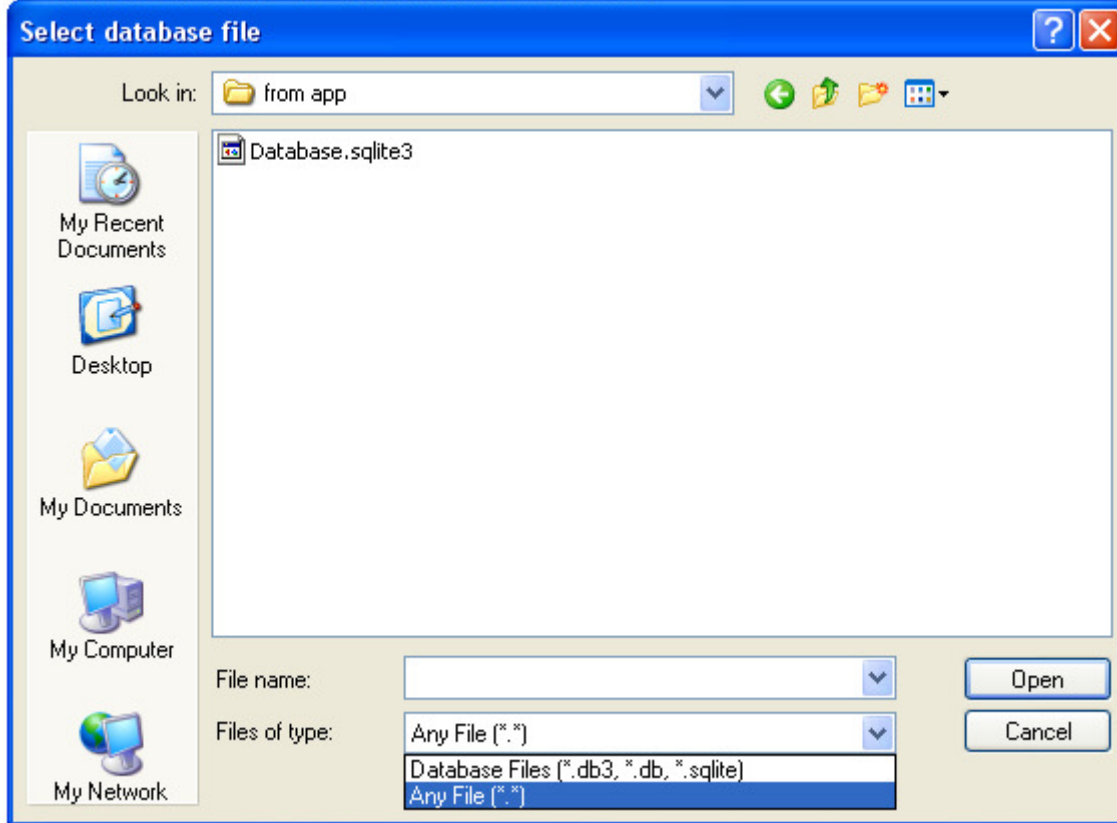 Select database file
Look in: from app
Database.sqlite3
My Recent
Documents
Desktop
My Documents
My Computer
My Network
File name:
Open
Files of type: Any File (*.*)
Cancel
Database Files (*.db3, *.db, *.sqlite)
Any File (*.*)